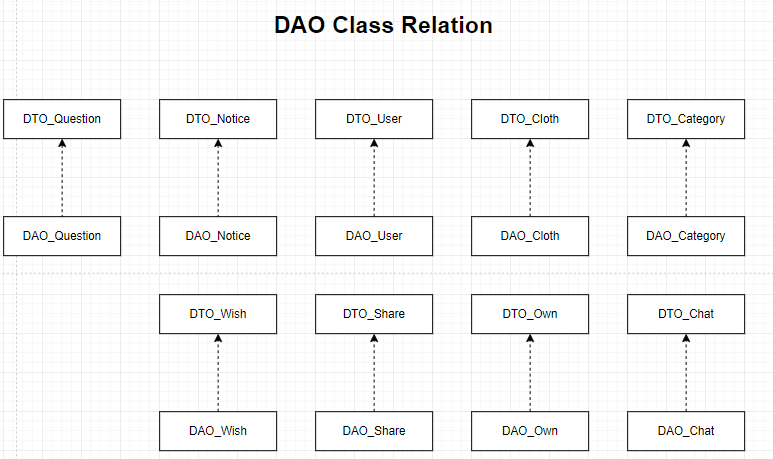 DAO Class Relation
DTO_Question DTO_Notice DTO_User DTO_Cloth DTO_Category
DAO_Question DAO_Notice DAO_User DAO_Cloth DAO_Category
DTO_Wish DTO_Share DTO_Own DTO_Chat
DAO_Wish DAO_Share DAO_Own DAO_Chat